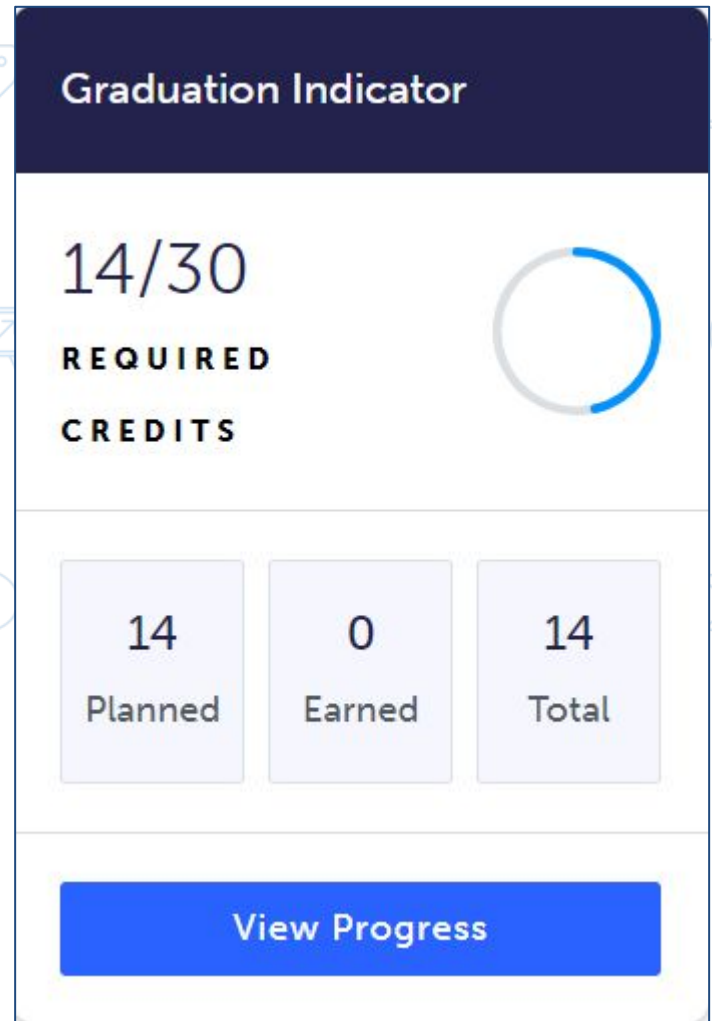 Graduation Indicator
14/30
REQUIRED
CREDITS
14 0 14
Planned Earned Total
View Progress